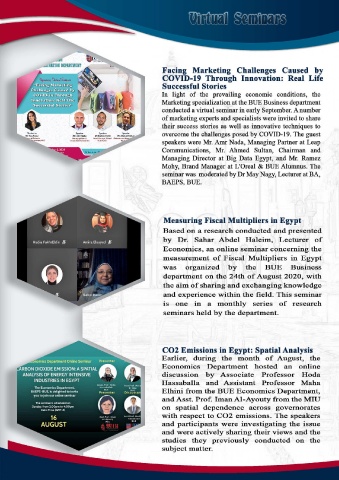 Virtual Seminars
Facing Marketing Challenges Caused by
COVID-19 Through Innovation: Real Life
Successful Stories
In light of the prevailing economic conditions, the
Marketing specialization at the BUE Business department
conducted a virtual seminar in early September. A number
of marketing experts and specialists were invited to share
their success stories as well as innovative techniques to
overcome the challenges posed by COVID-19. The guest
speakers were Mr. Amr Nada, Managing Partner at Leap
Communications, Mr. Ahmed Sultan, Chairman and
Managing Director at Big Data Egypt, and Mr. Ramez
Mohy, Brand Manager at L'Oreal & BUE Alumnus. The
seminar was moderated by Dr May Nagy, Lecturer at BA,
BAEPS, BUE.
Measuring Fiscal Multipliers in Egypt
Based on a research conducted and presented
by Dr. Sahar Abdel Haleim, Lecturer of
Economics, an online seminar concerning the
measurement of Fiscal Multipliers in Egypt
was organized by the BUE Business
department on the 24th of August 2020, with
the aim of sharing and exchanging knowledge
and experience within the field. This seminar
is one in a monthly series of research
seminars held by the department.
CO2 Emissions in Egypt: Spatial Analysis
Earlier, during the month of August, the
Economics Department hosted an online
discussion by Associate Professor Hoda
Hassaballa and Assistant Professor Maha
Elhini from the BUE Economics Department,
and Asst. Prof. Iman Al-Ayouty from the MIU
on spatial dependence across governorates
with respect to CO2 emissions. The speakers
and participants were investigating the issue
and were actively sharing their views and the
studies they previously conducted on the
subject matter.
Economics Department Online Seminar
CARBON DIOXIDE EMISSION: A SPATIAL
ANALYSIS OF ENERGY INTENSIVE
INDUSTRIES IN EGYPT
16
AUGUST